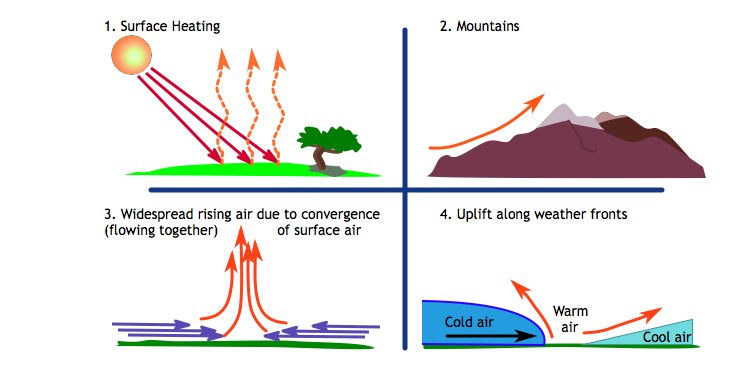 1. Surface Heating
2. Mountains
3. Widespread rising air due to convergence
(flowing together) of surface air
4. Uplift along weather fronts
Cold air
Warm
air
Cool air